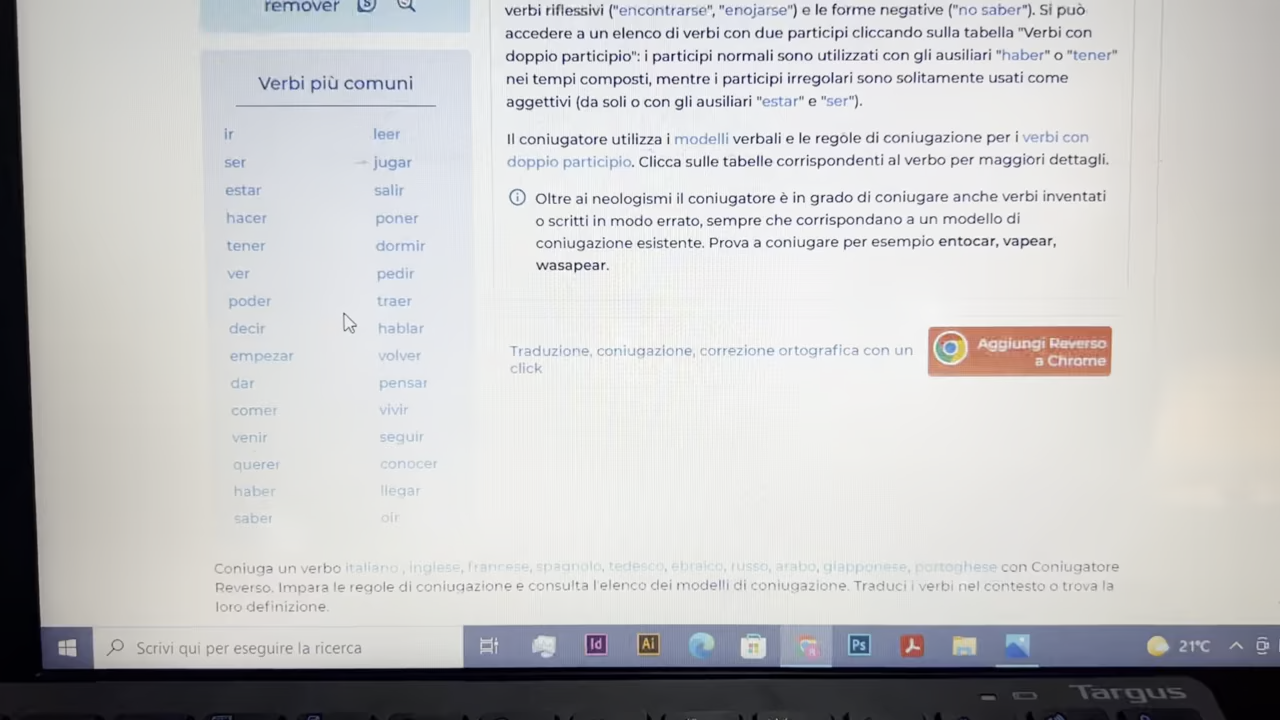 remover
Verbi più comuni
ir leer
ser jugar
estar salir
hacer poner
tener dormir
ver pedir
poder traer
decir hablar
empezar volver
dar pensar
comer vivir
venir seguir
querer conocer
haber llegar
saber oír
verbi riflessivi ("encontrarse", "enojarse") e le forme negative ("no saber"). Si può
accedere a un elenco di verbi con due participi cliccando sulla tabella "Verbi con
doppio participio": i participi normali sono utilizzati con gli ausiliari "haber" o "tener"
nei tempi composti, mentre i participi irregolari sono solitamente usati come
aggettivi (da soli o con gli ausiliari "estar" e "ser").
Il coniugatore utilizza i modelli verbali e le regole di coniugazione per i verbi con
doppio participio. Clicca sulle tabelle corrispondenti al verbo per maggiori dettagli.
Oltre ai neologismi il coniugatore è in grado di coniugare anche verbi inventati
o scritti in modo errato, sempre che corrispondano a un modello di
coniugazione esistente. Prova a coniugare per esempio entocar, vapear,
wasapear.
Traduzione, coniugazione, correzione ortografica con un
click
Aggiungi Reverso
a Chrome
Coniuga un verbo italiano, inglese, francese, spagnolo, tedesco, ebraico, russo, arabo, giapponese, portoghese con Coniugatore
Reverso. Impara le regole di coniugazione e consulta l'elenco dei modelli di coniugazione. Traduci i verbi nel contesto o trova la
loro definizione.
Scrivi qui per eseguire la ricerca
Id
Ai
Ps
21°C
Targus